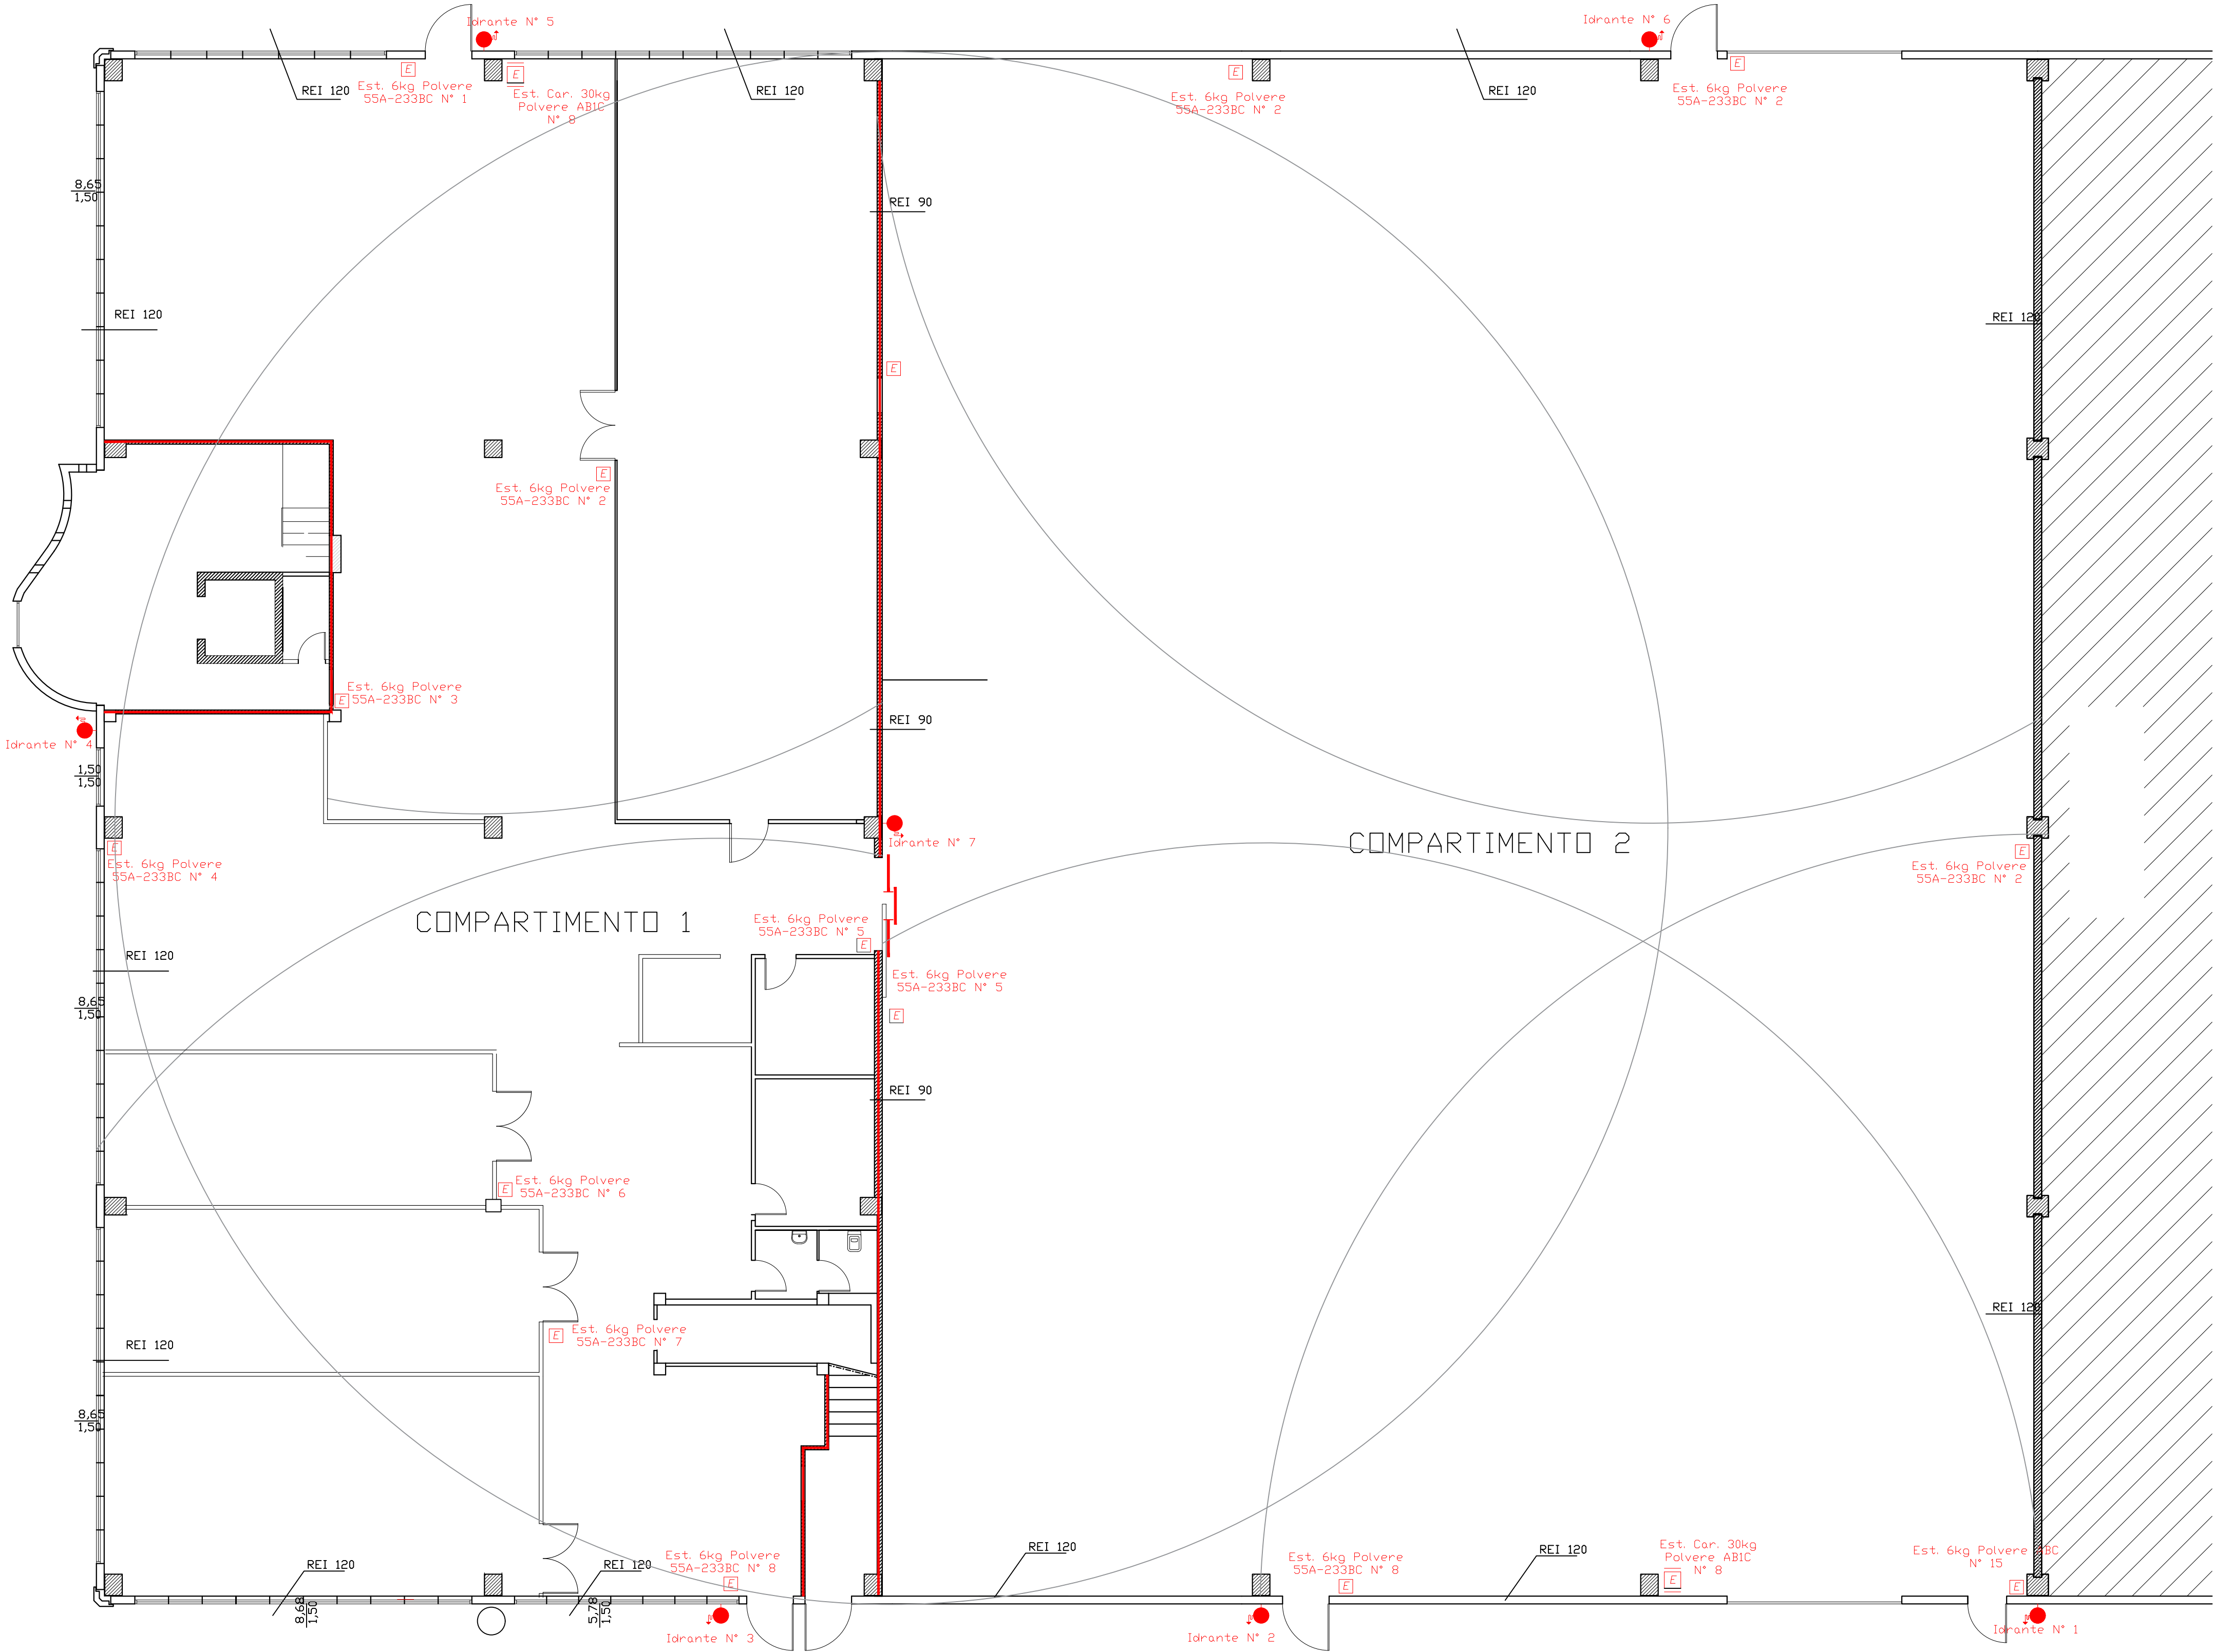 Idrante N° 5
Idrante N° 6
REI 120
Est. 6kg Polvere
55A-233BC N° 1
Est. Car. 30kg
Polvere AB1C
N° 8
REI 120
Est. 6kg Polvere
55A-233BC N° 2
REI 120
Est. 6kg Polvere
55A-233BC N° 2
E
E
E
E
8,65
1,50
REI 90
REI 120
REI 120
E
E
Est. 6kg Polvere
55A-233BC N° 2
Est. 6kg Polvere
55A-233BC N° 3
E
REI 90
Idrante N° 4
1,50
1,50
Idrante N° 7
COMPARTIMENTO 2
E
Est. 6kg Polvere
55A-233BC N° 4
E
Est. 6kg Polvere
55A-233BC N° 2
COMPARTIMENTO 1
Est. 6kg Polvere
55A-233BC N° 5
E
REI 120
Est. 6kg Polvere
55A-233BC N° 5
E
8,65
1,50
REI 90
Est. 6kg Polvere
55A-233BC N° 6
E
REI 120
E
Est. 6kg Polvere
55A-233BC N° 7
REI 120
8,65
1,50
REI 120
REI 120
Est. 6kg Polvere
55A-233BC N° 8
E
REI 120
Est. 6kg Polvere
55A-233BC N° 8
E
REI 120
Est. Car. 30kg
Polvere AB1C
N° 8
E
Est. 6kg Polvere ABC
N° 15
E
8,68
1,50
5,78
1,50
Idrante N° 3
Idrante N° 2
Idrante N° 1